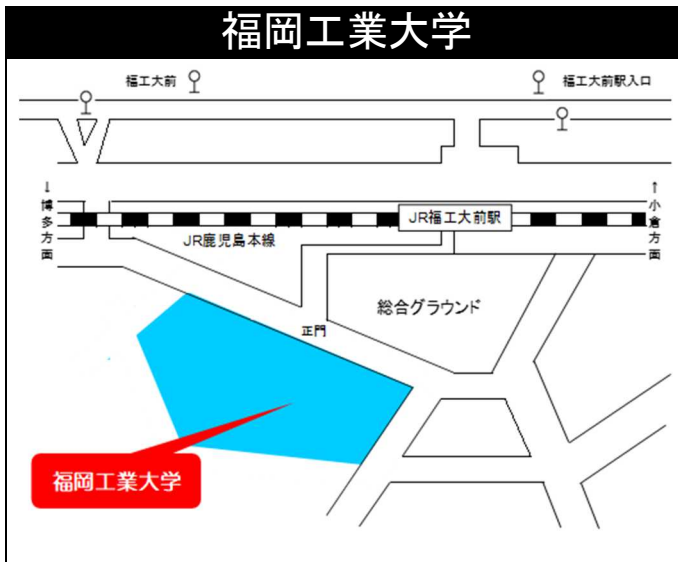 福岡工業大学
福工大前
福工大前駅入口
↓博多方面
↑小倉方面
JR福工大前駅
JR鹿児島本線
総合グラウンド
正門
福岡工業大学